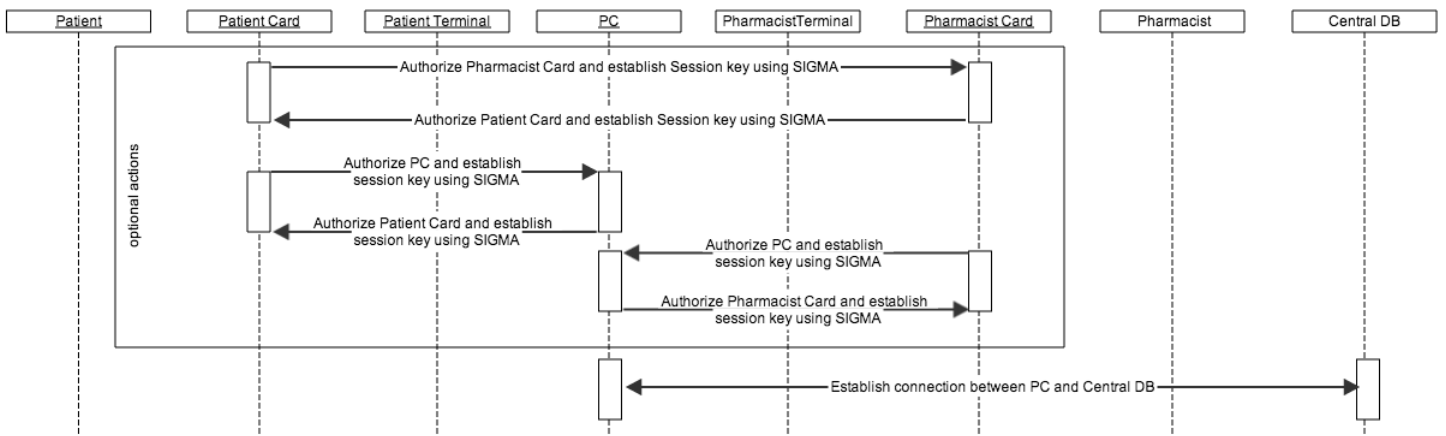 Patient
Patient Card
Patient Terminal
PC
PharmacistTerminal
Pharmacist Card
Pharmacist
Central DB
Authorize Pharmacist Card and establish Session key using SIGMA
Authorize Patient Card and establish Session key using SIGMA
optional actions
Authorize PC and establish
session key using SIGMA
Authorize Patient Card and establish
session key using SIGMA
Authorize PC and establish
session key using SIGMA
Authorize Pharmacist Card and establish
session key using SIGMA
Establish connection between PC and Central DB